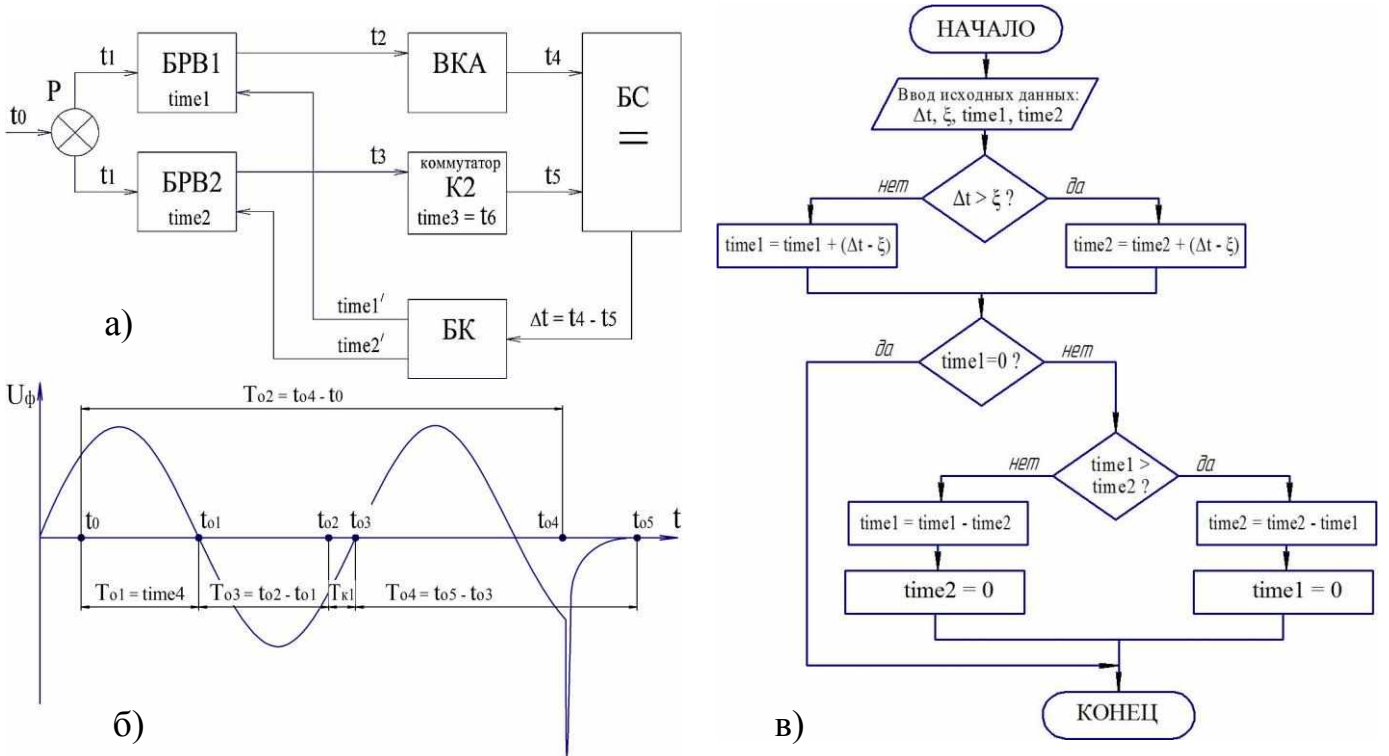 P
t0
t1
t1
БРВ1
time1
t2
ВКА
t4
БС
=
БРВ2
time2
t3
коммутатор
К2
time3 = t6
t5
time1′
time2′
БК
Δt = t4 - t5
а)
Uф
To2 = to4 - t0
t0
to1
to2
to3
to4
to5
t
To1 = time4
To3 = to2 - to1
Tк1
To4 = to5 - to3
б)
НАЧАЛО
Ввод исходных данных:
Δt, ξ, time1, time2
нет
Δt > ξ ?
да
time1 = time1 + (Δt - ξ)
time2 = time2 + (Δt - ξ)
да
time1=0 ?
нет
нет
time1 >
time2 ?
да
time1 = time1 - time2
time2 = time2 - time1
time2 = 0
time1 = 0
КОНЕЦ
в)